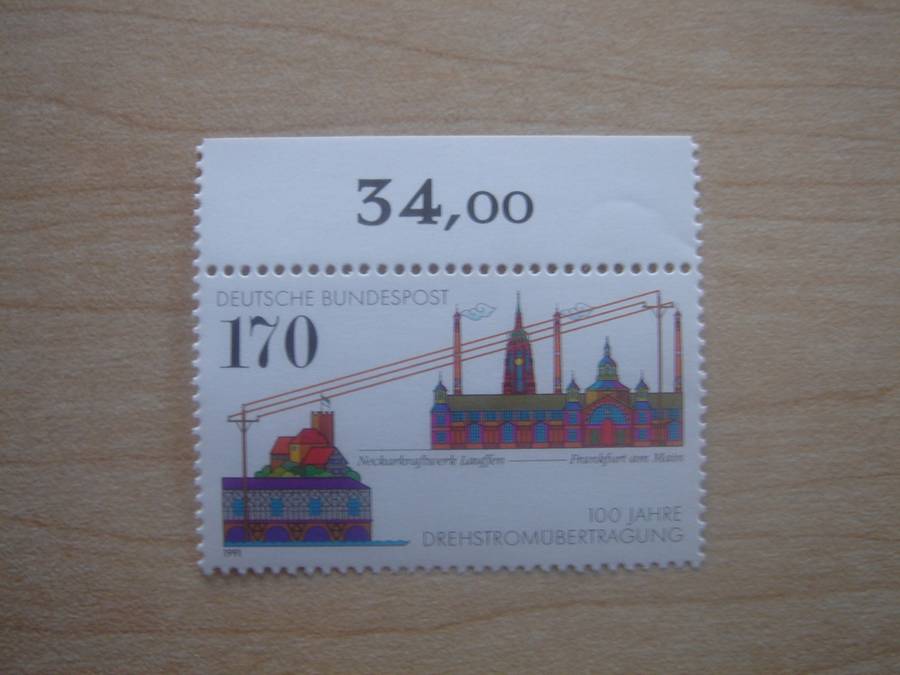 34,00
DEUTSCHE BUNDESPOST
170
Neckarkraftwerk Lauffen — Frankfurt am Main
100 JAHRE
DREHSTROMÜBERTRAGUNG
1991